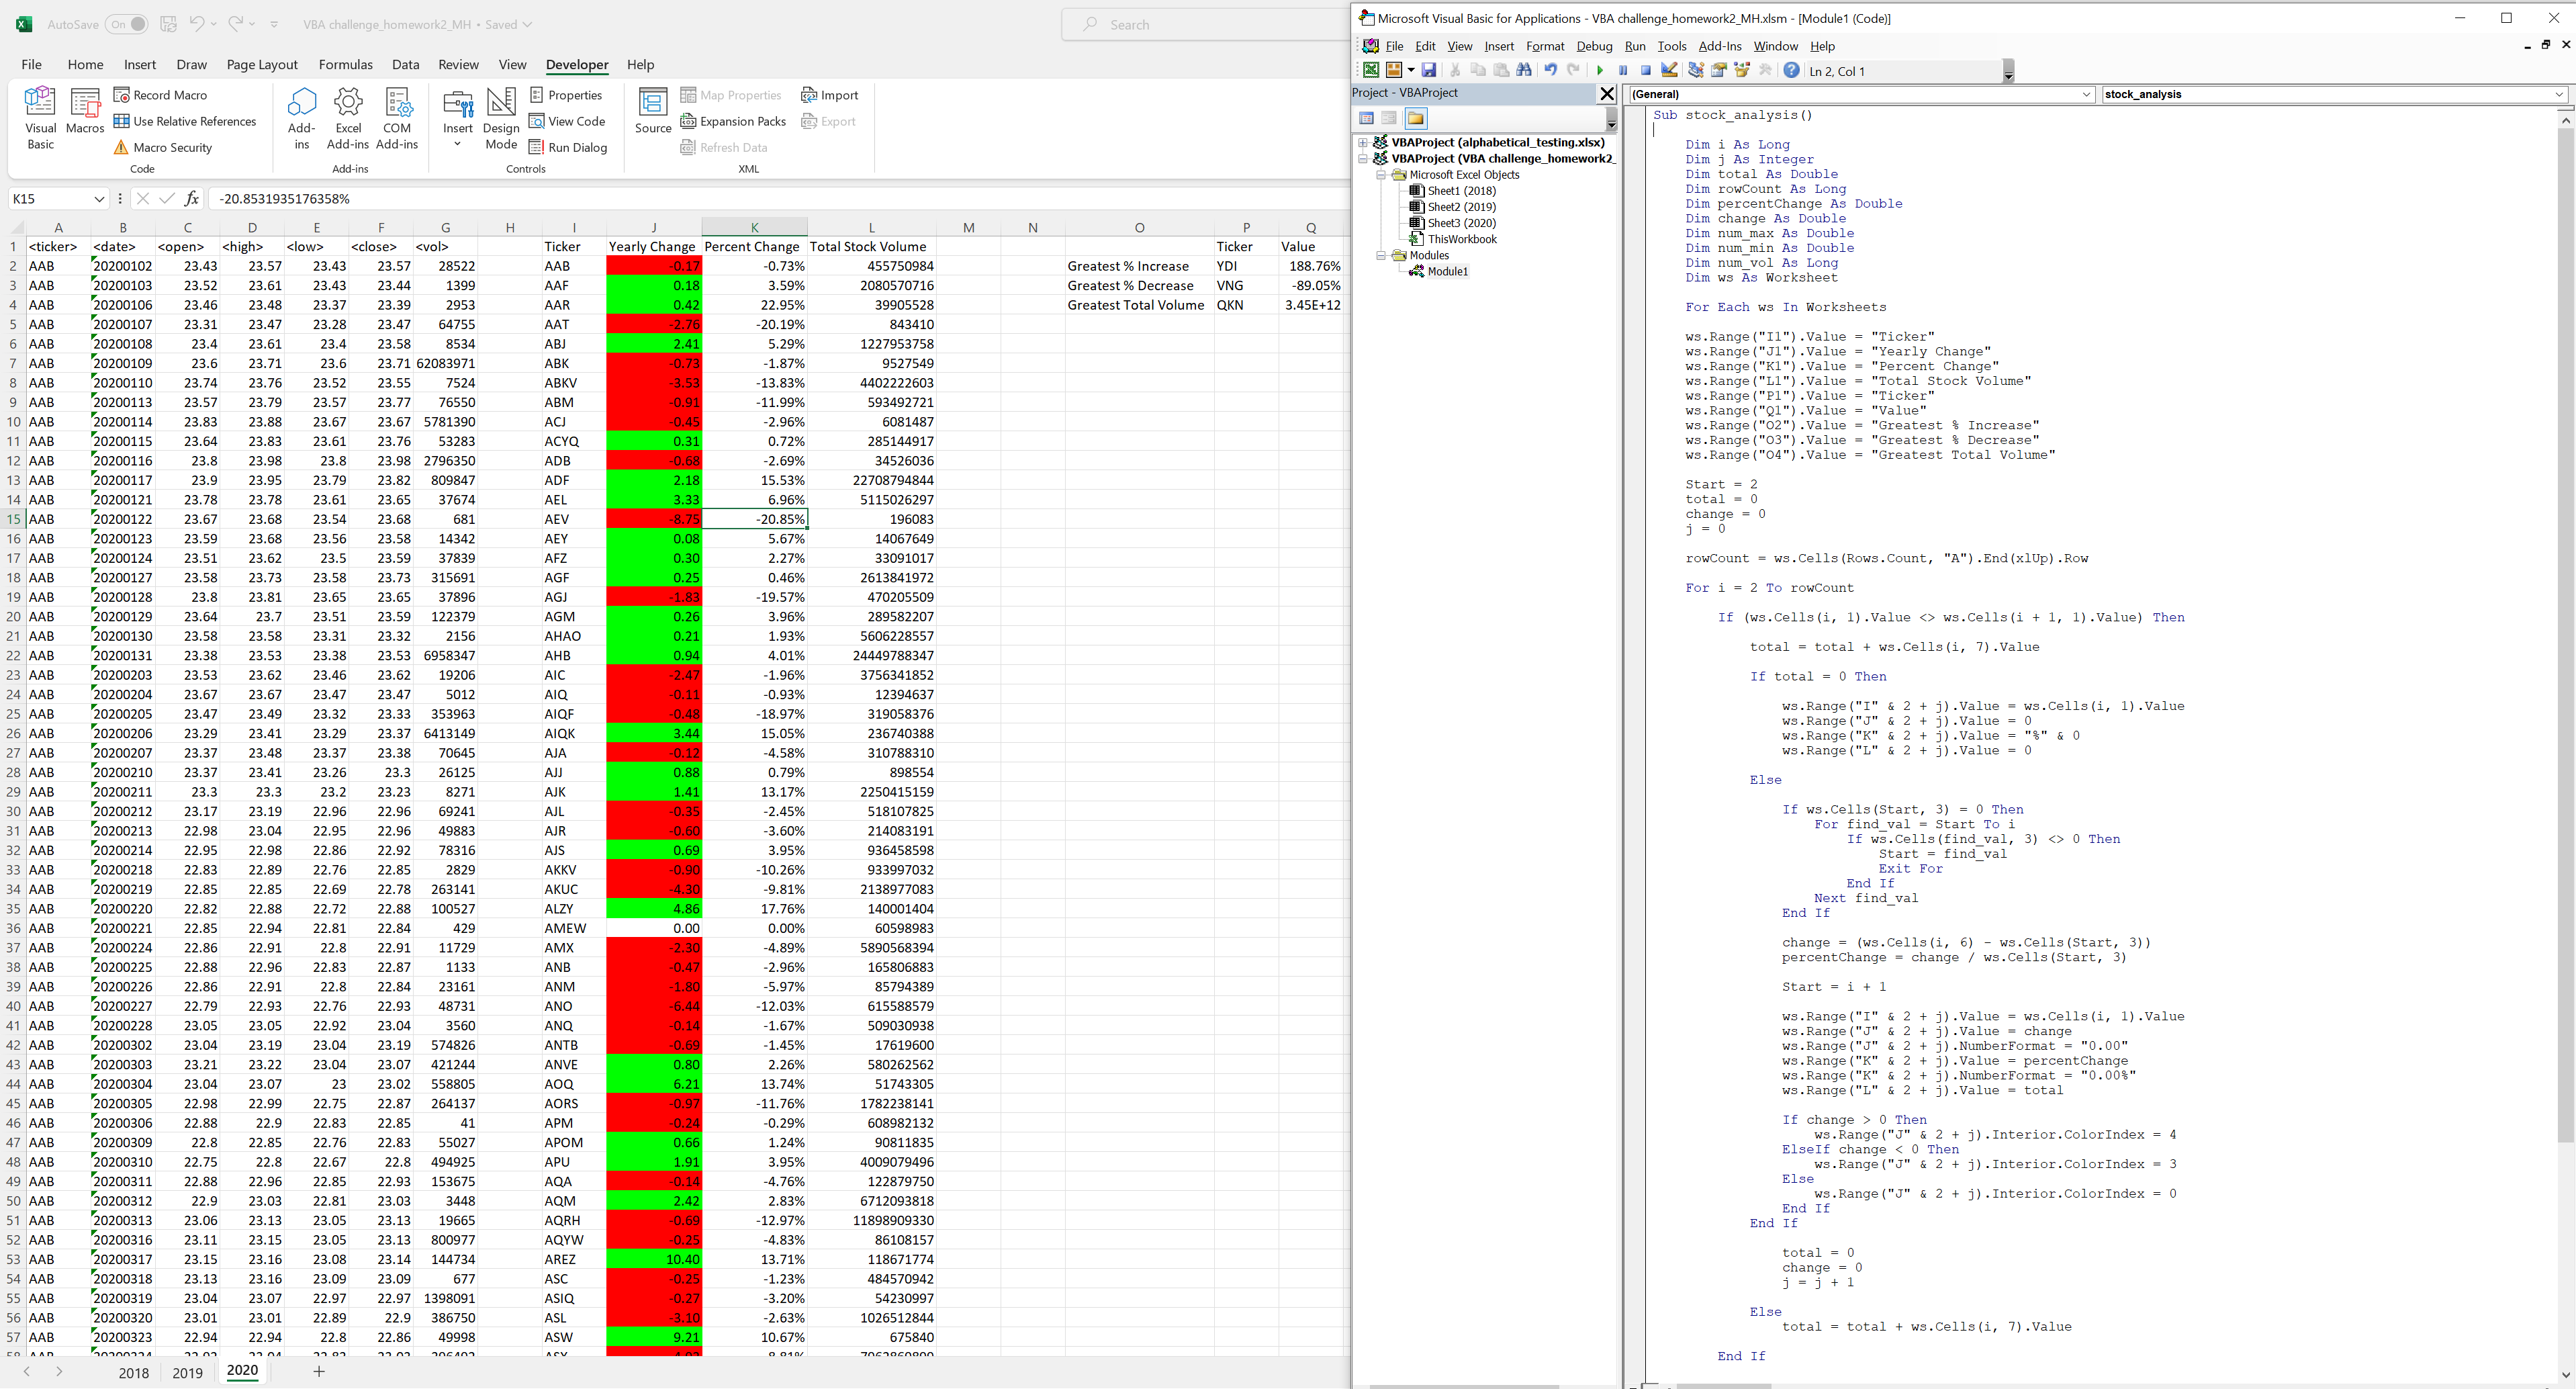 AutoSave On VBA challenge_homework2_MH • Saved Search
File Home Insert Draw Page Layout Formulas Data Review View Developer Help
Visual Basic Macros Record Macro Use Relative References Macro Security Code
Add-ins Excel Add-ins COM Add-ins Add-ins
Insert Design Mode Properties View Code Run Dialog Controls
Source Map Properties Expansion Packs Refresh Data Import Export XML
K15 fx -20.8531935176358%
A B C D E F G H I J K L M N O P Q
1 <ticker> <date> <open> <high> <low> <close> <vol> Ticker Yearly Change Percent Change Total Stock Volume Ticker Value
2 AAB 20200102 23.43 23.57 23.43 23.57 28522 AAB -0.17 -0.73% 455750984 Greatest % Increase YDI 188.76%
3 AAB 20200103 23.52 23.61 23.43 23.44 1399 AAF 0.18 3.59% 2080570716 Greatest % Decrease VNG -89.05%
4 AAB 20200106 23.46 23.48 23.37 23.39 2953 AAR 0.42 22.95% 39905528 Greatest Total Volume QKN 3.45E+12
5 AAB 20200107 23.31 23.47 23.28 23.47 64755 AAT -2.76 -20.19% 843410
6 AAB 20200108 23.4 23.61 23.4 23.58 8534 ABJ 2.41 5.29% 1227953758
7 AAB 20200109 23.6 23.71 23.6 23.71 62083971 ABK -0.73 -1.87% 9527549
8 AAB 20200110 23.74 23.76 23.52 23.55 7524 ABKV -3.53 -13.83% 4402222603
9 AAB 20200113 23.57 23.79 23.57 23.77 76550 ABM -0.91 -11.99% 593492721
10 AAB 20200114 23.83 23.88 23.67 23.67 5781390 ACJ -0.45 -2.96% 6081487
11 AAB 20200115 23.64 23.83 23.61 23.76 53283 ACYQ 0.31 0.72% 285144917
12 AAB 20200116 23.8 23.98 23.8 23.98 2796350 ADB -0.68 -2.69% 34526036
13 AAB 20200117 23.9 23.95 23.79 23.82 809847 ADF 2.18 15.53% 22708794844
14 AAB 20200121 23.78 23.78 23.61 23.65 37674 AEL 3.33 6.96% 5115026297
15 AAB 20200122 23.67 23.68 23.54 23.68 681 AEV -8.75 -20.85% 196083
16 AAB 20200123 23.59 23.68 23.56 23.58 14342 AEY 0.08 5.67% 14067649
17 AAB 20200124 23.51 23.62 23.5 23.59 37839 AFZ 0.30 2.27% 33091017
18 AAB 20200127 23.58 23.73 23.58 23.73 315691 AGF 0.25 0.46% 2613841972
19 AAB 20200128 23.8 23.81 23.65 23.65 37896 AGJ -1.83 -19.57% 470205509
20 AAB 20200129 23.64 23.7 23.51 23.59 122379 AGM 0.26 3.96% 289582207
21 AAB 20200130 23.58 23.58 23.31 23.32 2156 AHAO 0.21 1.93% 5606228557
22 AAB 20200131 23.38 23.53 23.38 23.53 6958347 AHB 0.94 4.01% 24449788347
23 AAB 20200203 23.53 23.62 23.46 23.62 19206 AIC -2.47 -1.96% 3756341852
24 AAB 20200204 23.67 23.67 23.47 23.47 5012 AIQ -0.11 -0.93% 12394637
25 AAB 20200205 23.47 23.49 23.32 23.33 353963 AIQF -0.48 -18.97% 319058376
26 AAB 20200206 23.29 23.41 23.29 23.37 6413149 AIQK 3.44 15.05% 236740388
27 AAB 20200207 23.37 23.48 23.37 23.38 70645 AJA -0.12 -4.58% 310788310
28 AAB 20200210 23.37 23.41 23.26 23.3 26125 AJJ 0.88 0.79% 898554
29 AAB 20200211 23.3 23.3 23.2 23.23 8271 AJK 1.41 13.17% 2250415159
30 AAB 20200212 23.17 23.19 22.96 22.96 69241 AJL -0.35 -2.45% 518107825
31 AAB 20200213 22.98 23.04 22.95 22.96 49883 AJR -0.60 -3.60% 214083191
32 AAB 20200214 22.95 22.98 22.86 22.92 78316 AJS 0.69 3.95% 936458598
33 AAB 20200218 22.83 22.89 22.76 22.85 2829 AKKV -0.90 -10.26% 933997032
34 AAB 20200219 22.85 22.85 22.69 22.78 263141 AKUC -4.30 -9.81% 2138977083
35 AAB 20200220 22.82 22.88 22.72 22.88 100527 ALZY 4.86 17.76% 140001404
36 AAB 20200221 22.85 22.94 22.81 22.84 429 AMEW 0.00 0.00% 60598983
37 AAB 20200224 22.86 22.91 22.8 22.91 11729 AMX -2.30 -4.89% 5890568394
38 AAB 20200225 22.88 22.96 22.83 22.87 1133 ANB -0.47 -2.96% 165806883
39 AAB 20200226 22.86 22.91 22.8 22.84 23161 ANM -1.80 -5.97% 85794389
40 AAB 20200227 22.79 22.93 22.76 22.93 48731 ANO -6.44 -12.03% 615588579
41 AAB 20200228 23.05 23.05 22.92 23.04 3560 ANQ -0.14 -1.67% 509030938
42 AAB 20200302 23.04 23.19 23.04 23.19 574826 ANTB -0.69 -1.45% 17619600
43 AAB 20200303 23.21 23.22 23.04 23.07 421244 ANVE 0.80 2.26% 580262562
44 AAB 20200304 23.04 23.07 23 23.02 558805 AOQ 6.21 13.74% 51743305
45 AAB 20200305 22.98 22.99 22.75 22.87 264137 AORS -0.97 -11.76% 1782238141
46 AAB 20200306 22.88 22.9 22.83 22.85 41 APM -0.24 -0.29% 608982132
47 AAB 20200309 22.8 22.85 22.76 22.83 55027 APOM 0.66 1.24% 90811835
48 AAB 20200310 22.75 22.8 22.67 22.8 494925 APU 1.91 3.95% 4009079496
49 AAB 20200311 22.88 22.96 22.85 22.93 153675 AQA -0.14 -4.76% 122879750
50 AAB 20200312 22.9 23.03 22.81 23.03 3448 AQM 2.42 2.83% 6712093818
51 AAB 20200313 23.06 23.13 23.05 23.13 19665 AQRH -0.69 -12.97% 11898909330
52 AAB 20200316 23.11 23.15 23.05 23.13 800977 AQYW -0.25 -4.83% 86108157
53 AAB 20200317 23.15 23.16 23.08 23.14 144734 AREZ 10.40 13.71% 118671774
54 AAB 20200318 23.13 23.16 23.09 23.09 677 ASC -0.25 -1.23% 484570942
55 AAB 20200319 23.04 23.07 22.97 22.97 1398091 ASIQ -0.27 -3.20% 54230997
56 AAB 20200320 23.01 23.01 22.89 22.9 386750 ASL -3.10 -2.63% 1026512844
57 AAB 20200323 22.94 22.94 22.8 22.86 49998 ASW 9.21 10.67% 675840
2018 2019 2020 +
Microsoft Visual Basic for Applications - VBA challenge_homework2_MH.xlsm - [Module1 (Code)]
File Edit View Insert Format Debug Run Tools Add-Ins Window Help
Ln 2, Col 1
Project - VBAProject
VBAProject (alphabetical_testing.xlsx)
VBAProject (VBA challenge_homework2_
Microsoft Excel Objects
Sheet1 (2018)
Sheet2 (2019)
Sheet3 (2020)
ThisWorkbook
Modules
Module1
(General) stock_analysis
Sub stock_analysis()
Dim i As Long
Dim j As Integer
Dim total As Double
Dim rowCount As Long
Dim percentChange As Double
Dim change As Double
Dim num_max As Double
Dim num_min As Double
Dim num_vol As Long
Dim ws As Worksheet
For Each ws In Worksheets
ws.Range("I1").Value = "Ticker"
ws.Range("J1").Value = "Yearly Change"
ws.Range("K1").Value = "Percent Change"
ws.Range("L1").Value = "Total Stock Volume"
ws.Range("P1").Value = "Ticker"
ws.Range("Q1").Value = "Value"
ws.Range("O2").Value = "Greatest % Increase"
ws.Range("O3").Value = "Greatest % Decrease"
ws.Range("O4").Value = "Greatest Total Volume"
Start = 2
total = 0
change = 0
j = 0
rowCount = ws.Cells(Rows.Count, "A").End(xlUp).Row
For i = 2 To rowCount
If (ws.Cells(i, 1).Value <> ws.Cells(i + 1, 1).Value) Then
total = total + ws.Cells(i, 7).Value
If total = 0 Then
ws.Range("I" & 2 + j).Value = ws.Cells(i, 1).Value
ws.Range("J" & 2 + j).Value = 0
ws.Range("K" & 2 + j).Value = "%" & 0
ws.Range("L" & 2 + j).Value = 0
Else
If ws.Cells(Start, 3) = 0 Then
For find_val = Start To i
If ws.Cells(find_val, 3) <> 0 Then
Start = find_val
Exit For
End If
Next find_val
End If
change = (ws.Cells(i, 6) - ws.Cells(Start, 3))
percentChange = change / ws.Cells(Start, 3)
Start = i + 1
ws.Range("I" & 2 + j).Value = ws.Cells(i, 1).Value
ws.Range("J" & 2 + j).Value = change
ws.Range("J" & 2 + j).NumberFormat = "0.00"
ws.Range("K" & 2 + j).Value = percentChange
ws.Range("K" & 2 + j).NumberFormat = "0.00%"
ws.Range("L" & 2 + j).Value = total
If change > 0 Then
ws.Range("J" & 2 + j).Interior.ColorIndex = 4
ElseIf change < 0 Then
ws.Range("J" & 2 + j).Interior.ColorIndex = 3
Else
ws.Range("J" & 2 + j).Interior.ColorIndex = 0
End If
End If
total = 0
change = 0
j = j + 1
Else
total = total + ws.Cells(i, 7).Value
End If